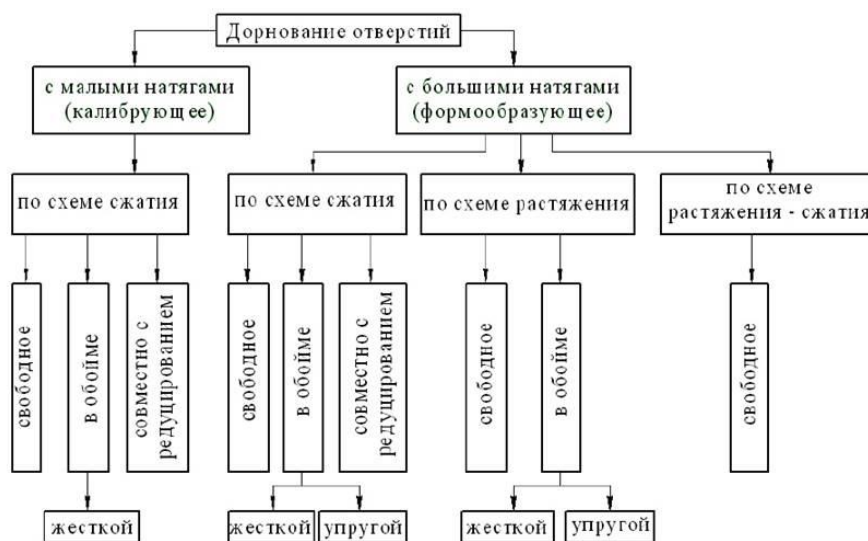 Дорнование отверстий
с малыми натягами
(калибрующее)
с большими натягами
(формообразующее)
по схеме сжатия
по схеме сжатия
по схеме растяжения
по схеме
растяжения - сжатия
свободное
в обойме
совместно с
редуцированием
свободное
в обойме
совместно с
редуцированием
свободное
в обойме
свободное
жесткой
жесткой
упругой
жесткой
упругой